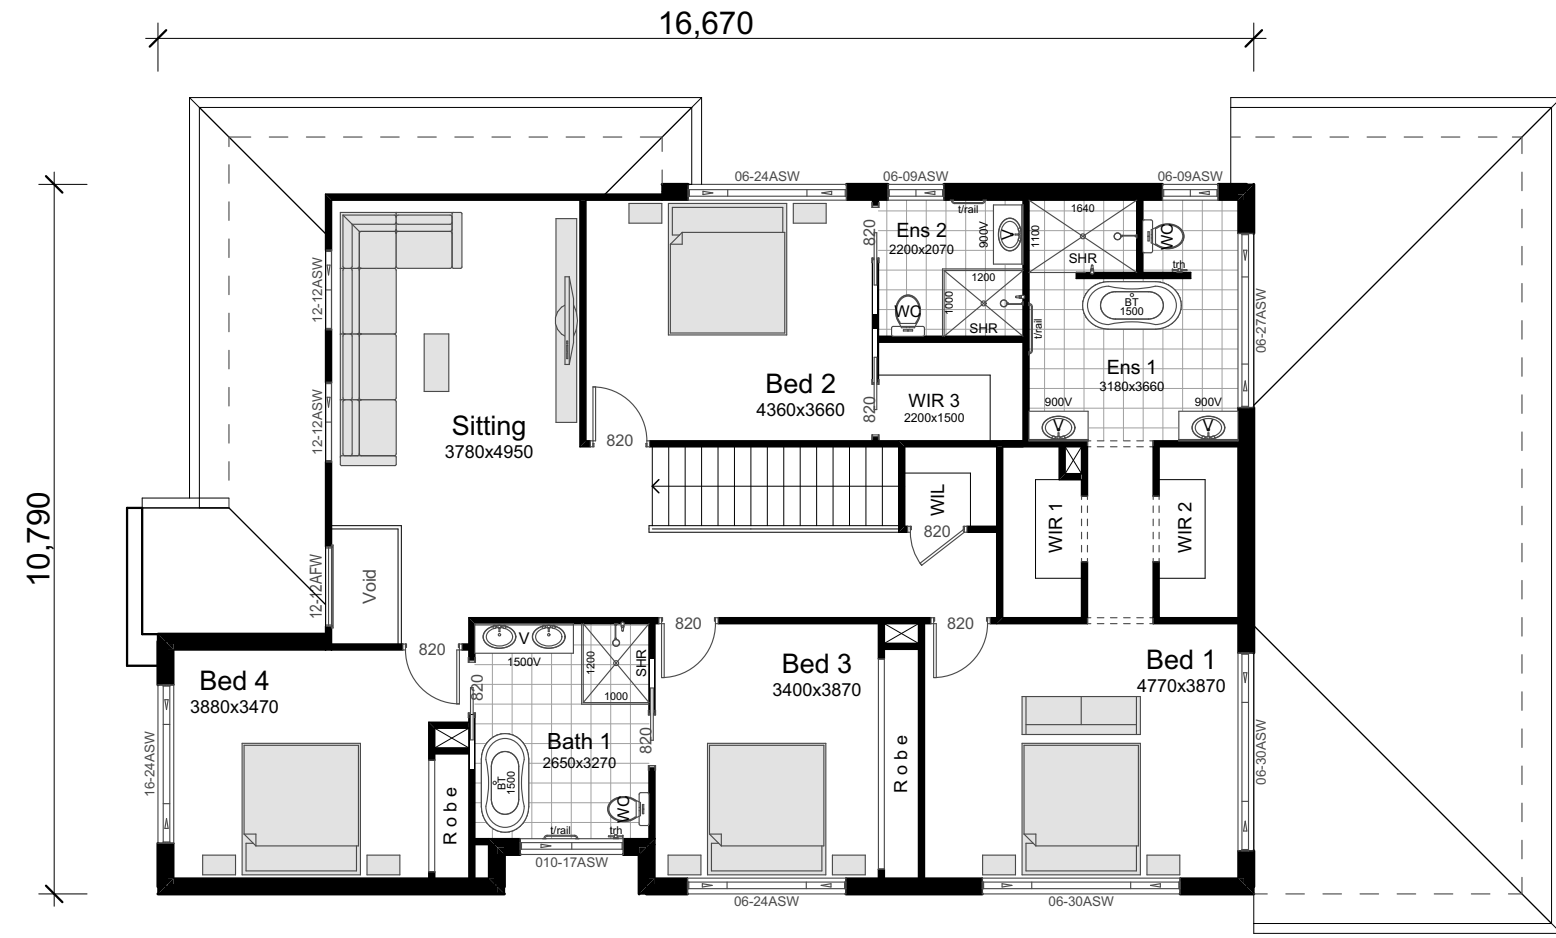 16,670
10,790
06-24ASW
06-09ASW
06-09ASW
12-12ASW
12-12ASW
12-12AFW
Sitting
3780x4950
Void
Bed 2
4360x3660
820
820
820
Ens 2
2200x2070
t/rail
900V
V
1200
1000
SHR
WC
WIR 3
2200x1500
1640
1100
SHR
WC
trh
BT
1500
t/rail
Ens 1
3180x3660
900V
V
900V
V
06-27ASW
WIL
820
WIR 1
WIR 2
820
820
820
Bed 4
3880x3470
16-24ASW
Robe
820
V
1500V
1200
1000
SHR
Bath 1
2650x3270
820
BT
1500
WC
t/rail
trh
010-17ASW
Bed 3
3400x3870
Robe
06-24ASW
Bed 1
4770x3870
06-30ASW
06-30ASW